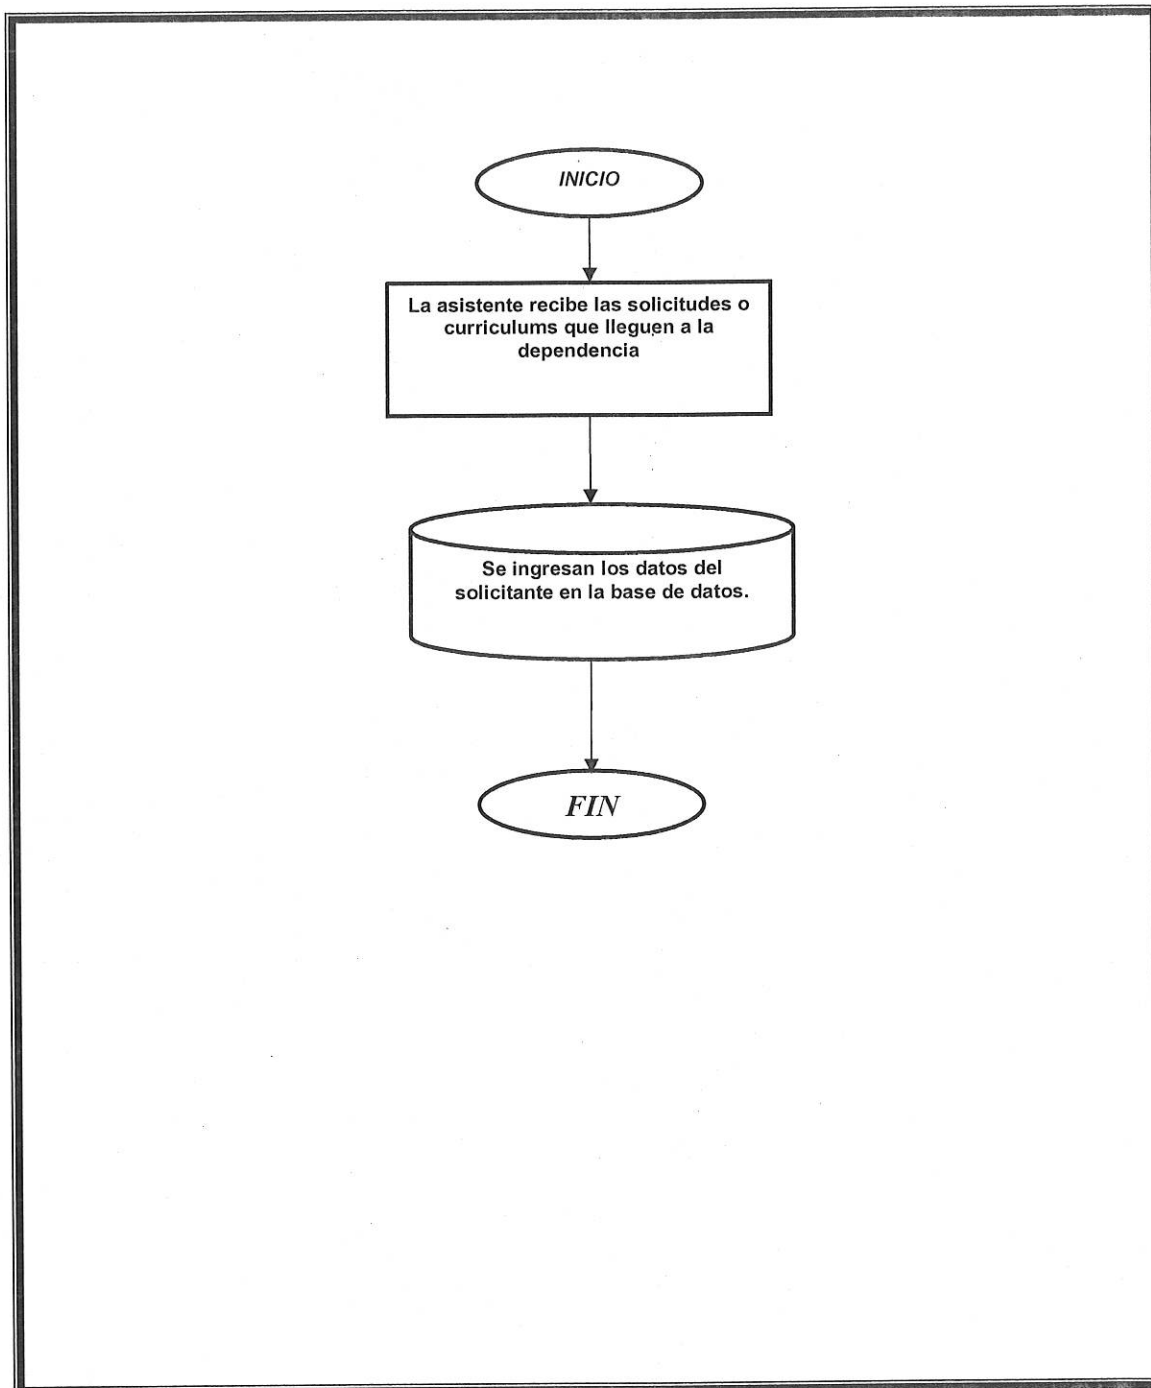 INICIO
La asistente recibe las solicitudes o
curriculums que lleguen a la
dependencia
Se ingresan los datos del
solicitante en la base de datos.
FIN